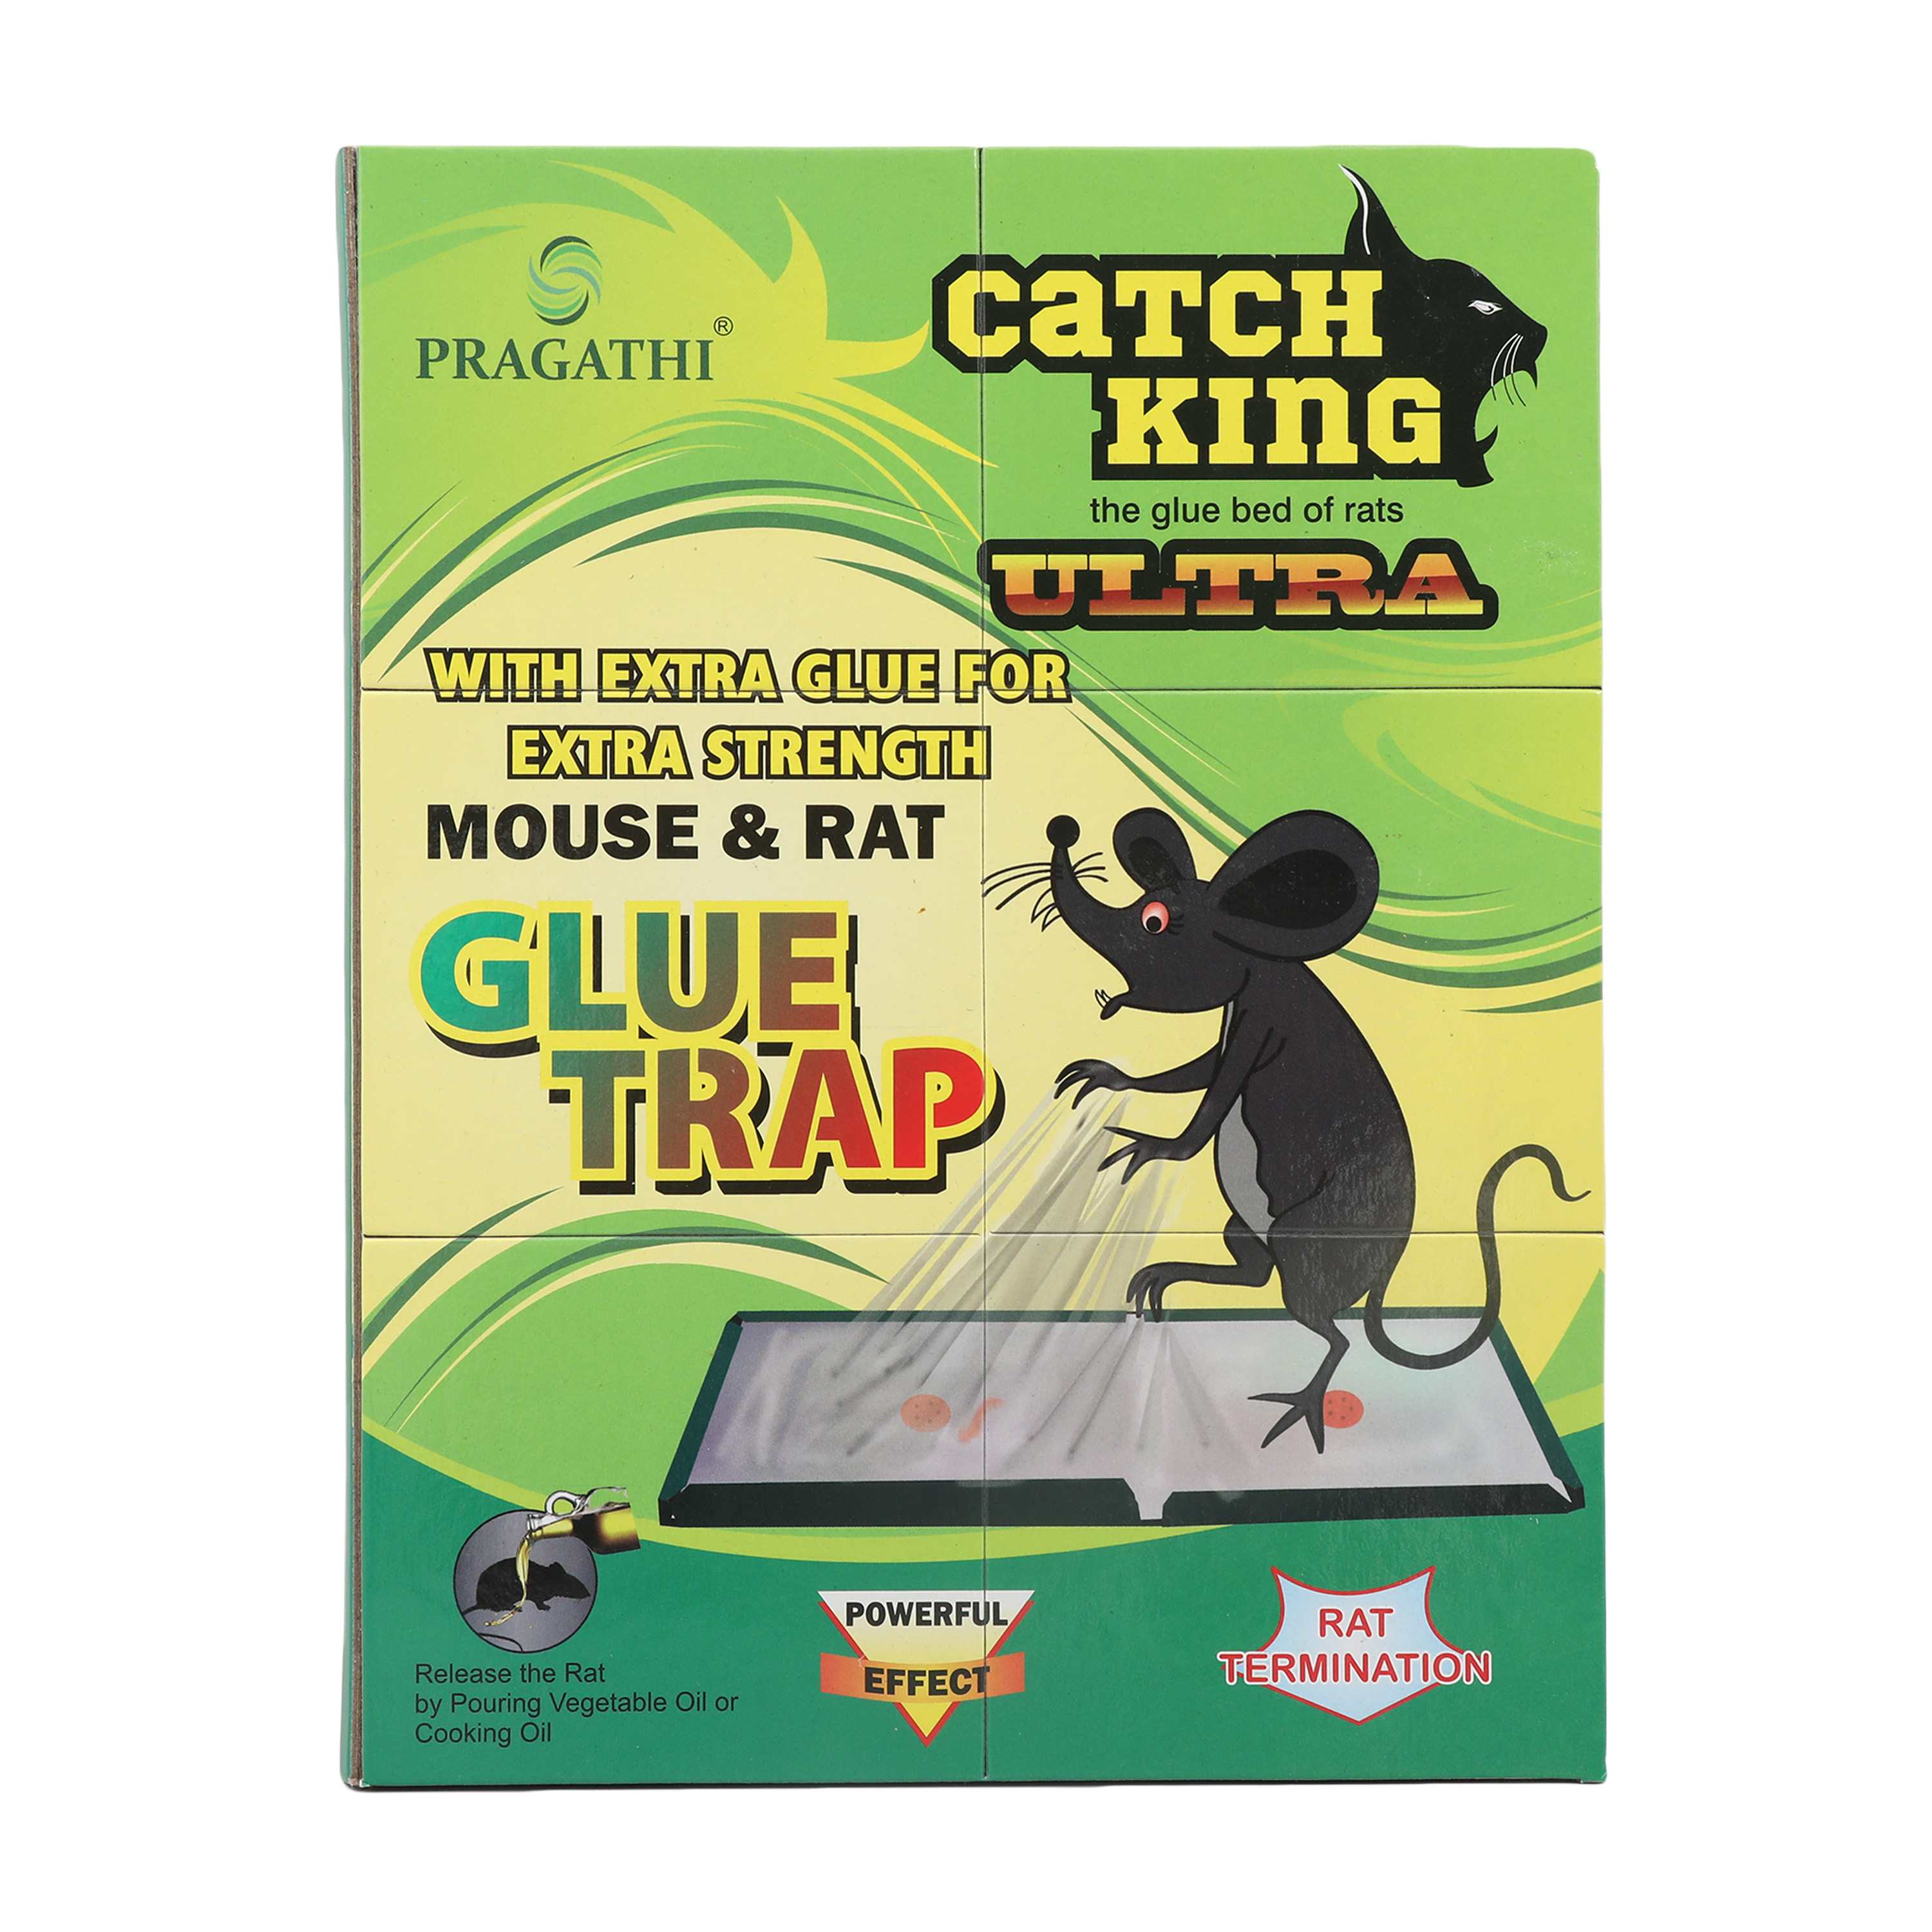 PRAGATHI®
CATCH
KING
the glue bed of rats
ULTRA
WITH EXTRA GLUE FOR
EXTRA STRENGTH
MOUSE & RAT
GLUE
TRAP
Release the Rat
by Pouring Vegetable Oil or
Cooking Oil
POWERFUL
EFFECT
RAT
TERMINATION